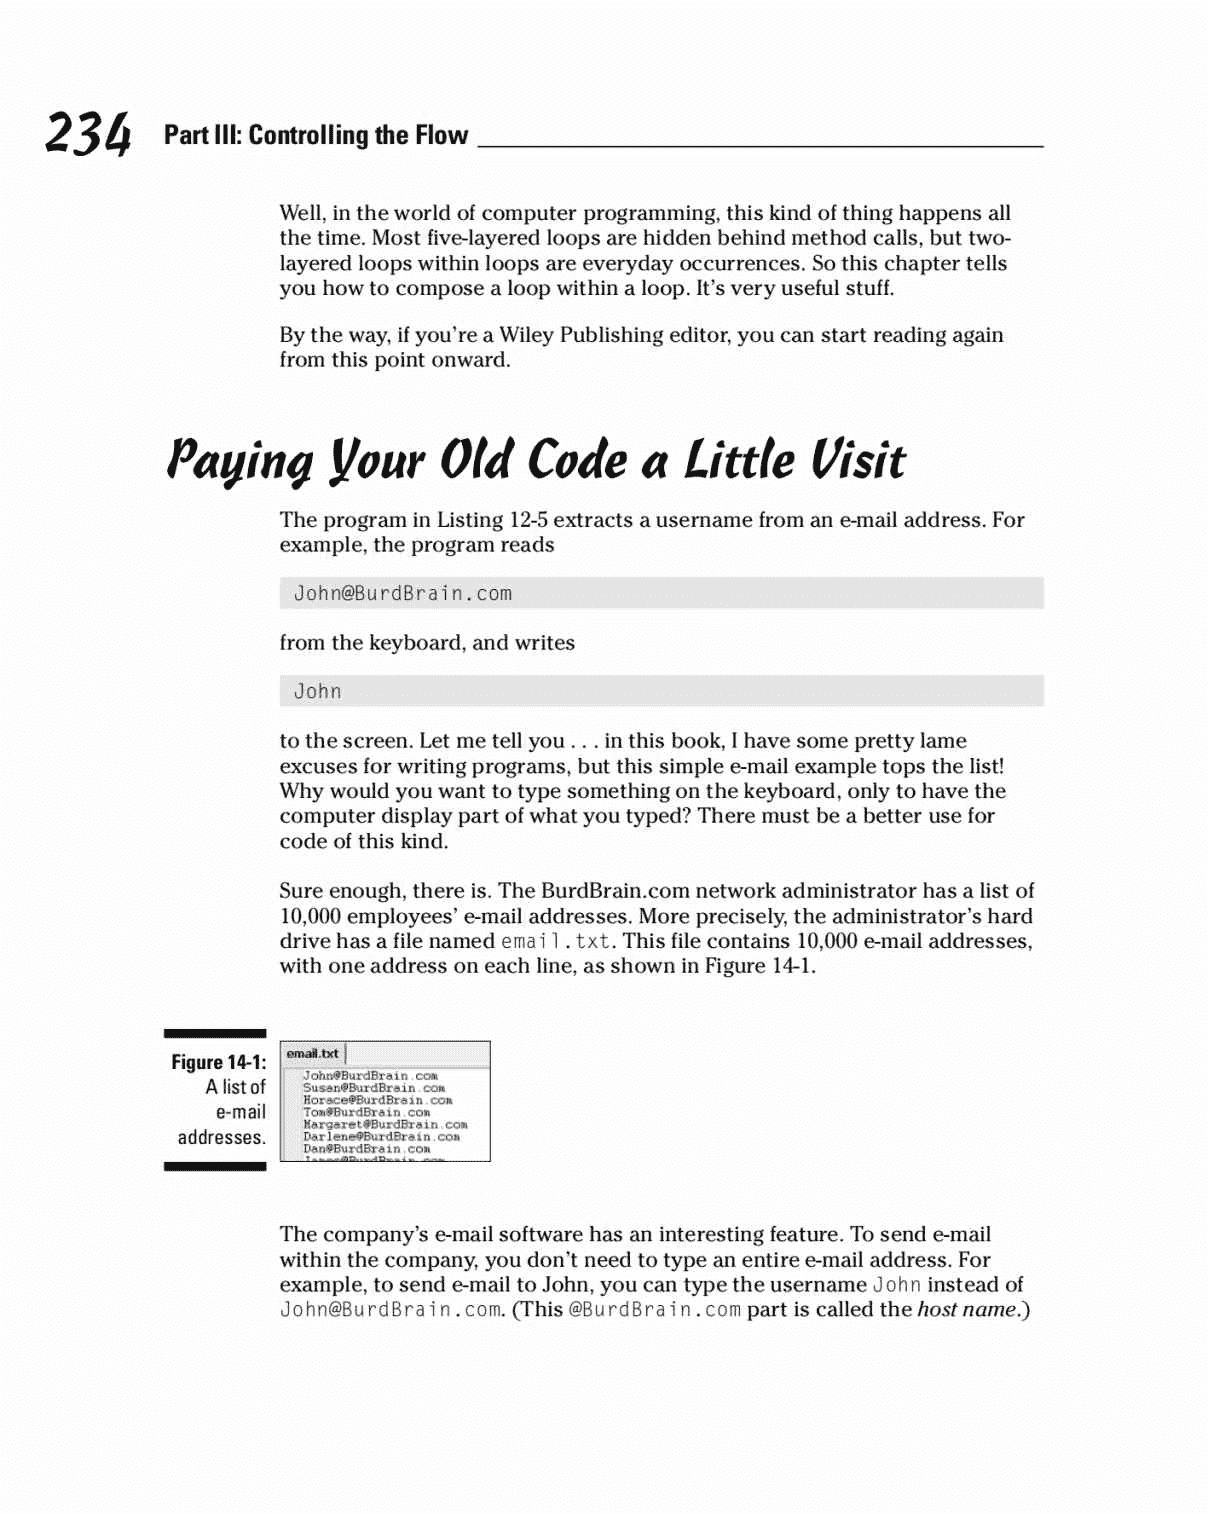 234 Part III: Controlling the Flow
Well, in the world of computer programming, this kind of thing happens all
the time. Most five-layered loops are hidden behind method calls, but two-
layered loops within loops are everyday occurrences. So this chapter tells
you how to compose a loop within a loop. It's very useful stuff.
By the way, if you're a Wiley Publishing editor, you can start reading again
from this point onward.
Paying Your Old Code a Little Visit
The program in Listing 12-5 extracts a username from an e-mail address. For
example, the program reads
John@BurdBrain.com
from the keyboard, and writes
John
to the screen. Let me tell you . . . in this book, I have some pretty lame
excuses for writing programs, but this simple e-mail example tops the list!
Why would you want to type something on the keyboard, only to have the
computer display part of what you typed? There must be a better use for
code of this kind.
Sure enough, there is. The BurdBrain.com network administrator has a list of
10,000 employees' e-mail addresses. More precisely, the administrator's hard
drive has a file named email.txt. This file contains 10,000 e-mail addresses,
with one address on each line, as shown in Figure 14-1.
Figure 14-1:
A list of
e-mail
addresses.
email.txt
John@BurdBrain.com
Susan@BurdBrain.com
Horace@BurdBrain.com
Tom@BurdBrain.com
Margaret@BurdBrain.com
Darlene@BurdBrain.com
Dan@BurdBrain.com
The company's e-mail software has an interesting feature. To send e-mail
within the company, you don't need to type an entire e-mail address. For
example, to send e-mail to John, you can type the username John instead of
John@BurdBrain.com. (This @BurdBrain.com part is called the host name.)